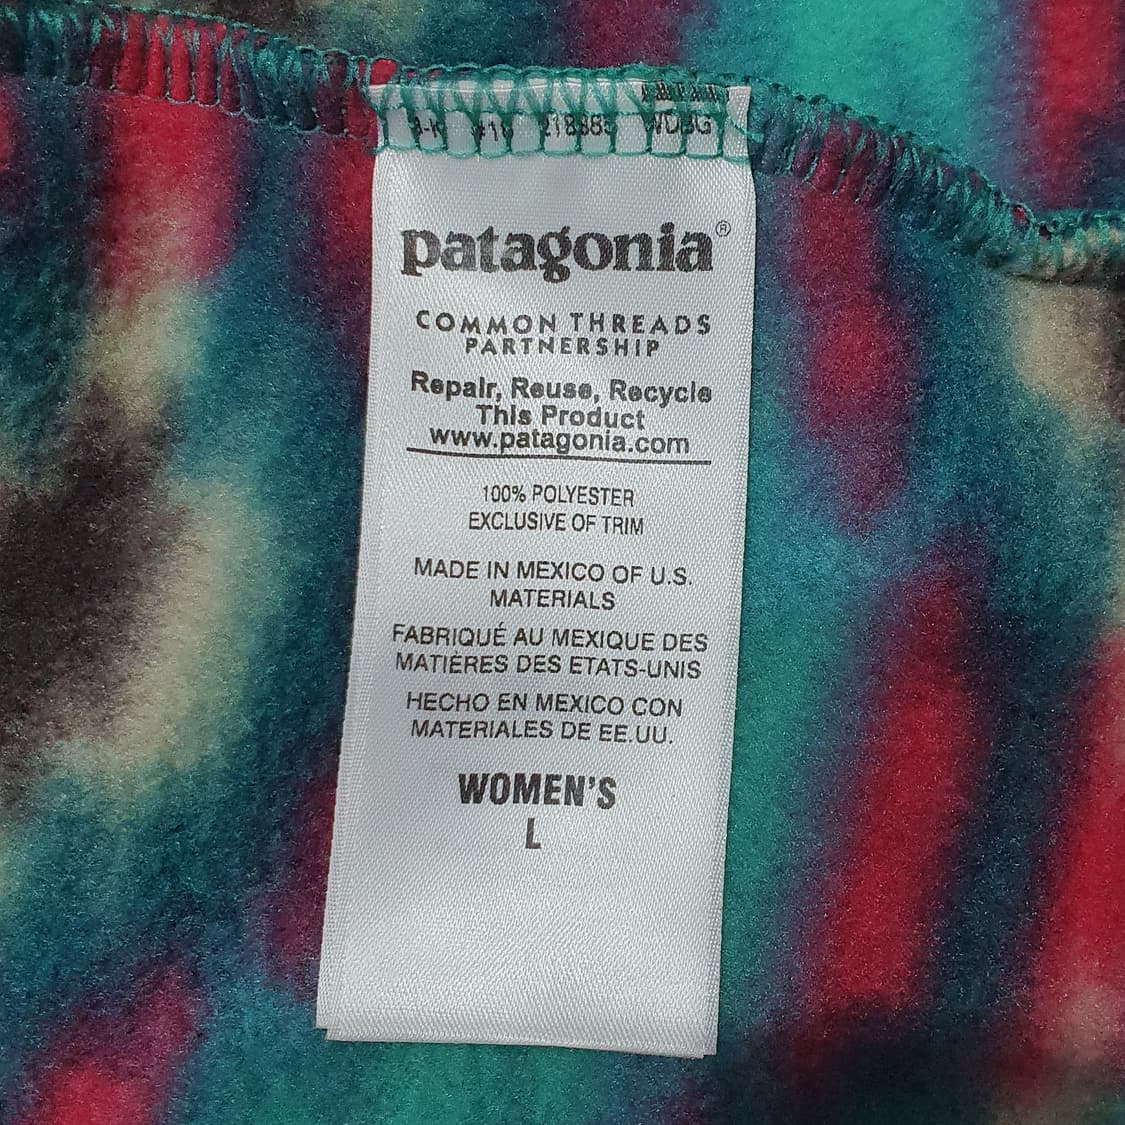 patagonia®
COMMON THREADS
PARTNERSHIP
Repair, Reuse, Recycle
This Product
www.patagonia.com
100% POLYESTER
EXCLUSIVE OF TRIM
MADE IN MEXICO OF U.S.
MATERIALS
FABRIQUÉ AU MEXIQUE DES
MATIÈRES DES ETATS-UNIS
HECHO EN MEXICO CON
MATERIALES DE EE.UU.
WOMEN'S
L